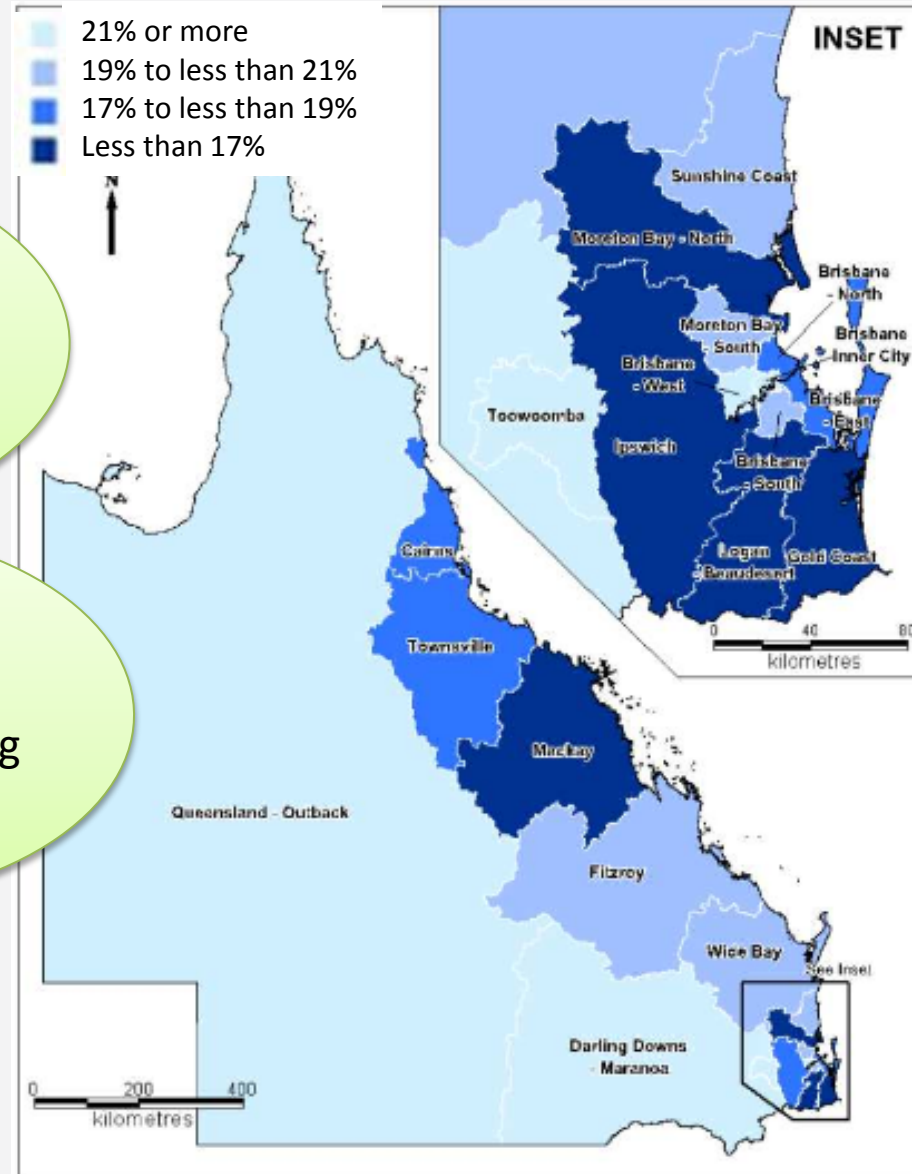 21% or more
19% to less than 21%
17% to less than 19%
Less than 17%
N
INSET
Sunshine Coast
Moreton Bay - North
Brisbane
- North
Moreton Bay
- South
Brisbane
Inner City
Brisbane
- West
Toowoomba
Brisbane
- East
Ipswich
Brisbane
- South
Logan
- Beaudesert
Gold Coast
0 40 80
kilometres
Cairns
Townsville
Mackay
g
Queensland - Outback
Fitzroy
Wide Bay
See Inset
Darling Downs
- Maranoa
0 200 400
kilometres